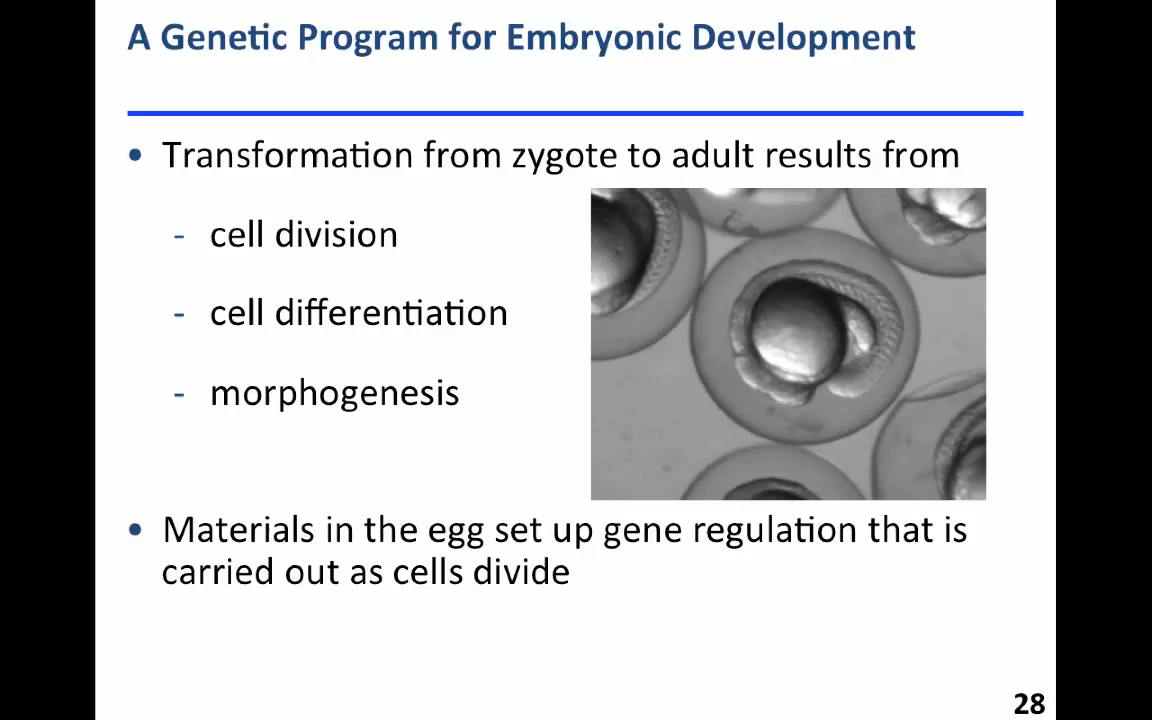 A Genetic Program for Embryonic Development
• Transformation from zygote to adult results from
- cell division
- cell differentiation
- morphogenesis
• Materials in the egg set up gene regulation that is
carried out as cells divide
28